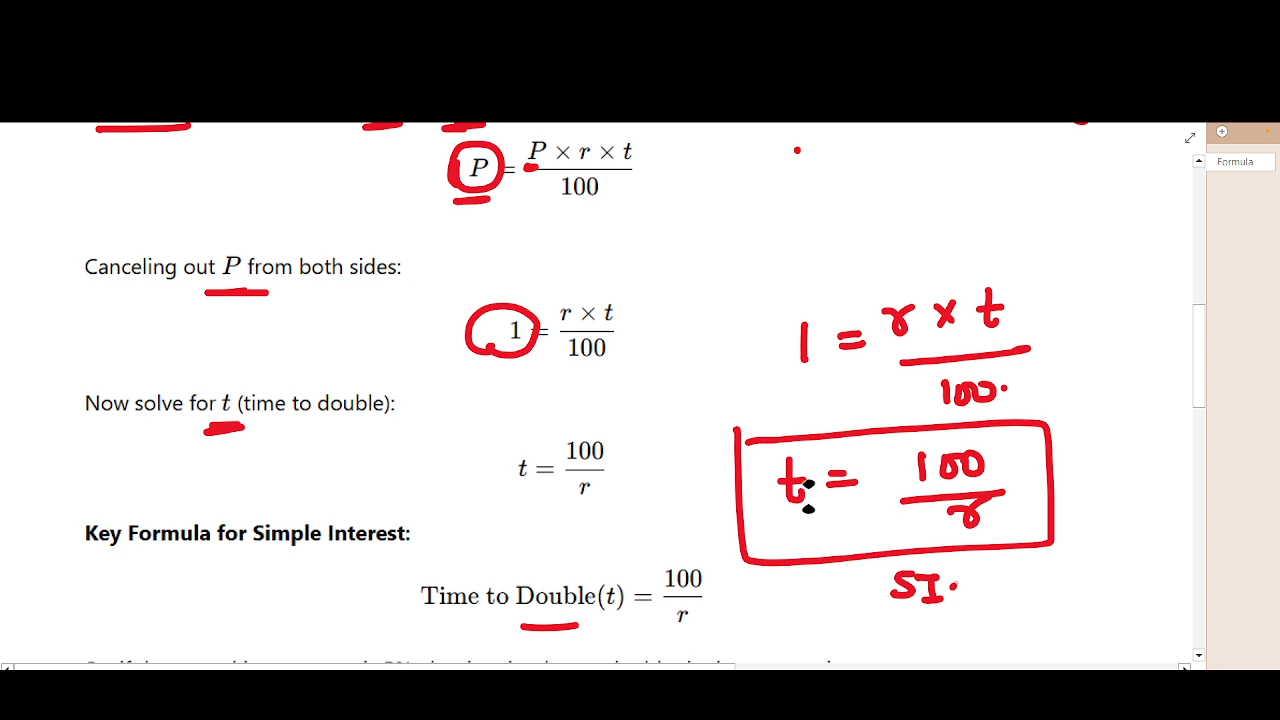 P = P × r × t / 100
Formula
Canceling out P from both sides:
1 = r × t / 100
1 = r × t / 100.
Now solve for t (time to double):
t = 100 / r
t = 100 / r
Key Formula for Simple Interest:
SI.
Time to Double(t) = 100 / r